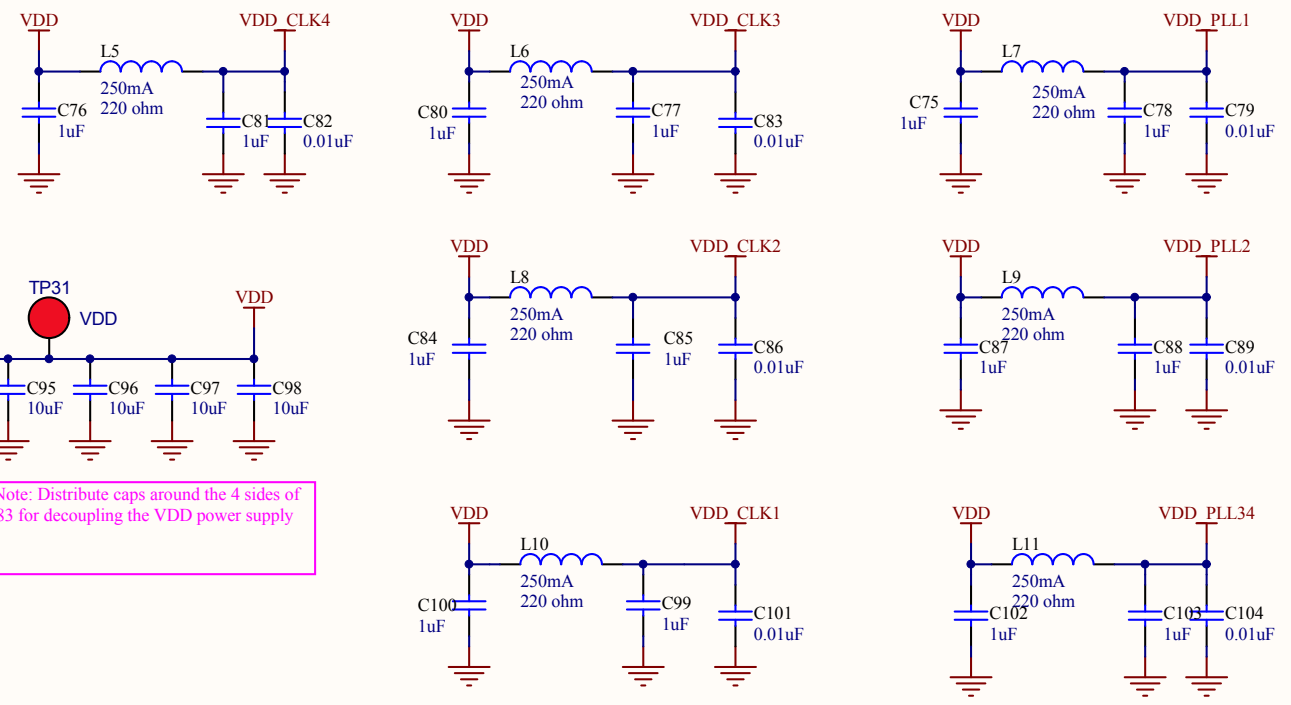 VDD
VDD_CLK4
L5
250mA
220 ohm
C76
1uF
C81
1uF
C82
0.01uF
VDD
VDD_CLK3
L6
250mA
220 ohm
C80
1uF
C77
1uF
C83
0.01uF
VDD
VDD_PLL1
L7
250mA
220 ohm
C75
1uF
C78
1uF
C79
0.01uF
TP31
VDD
VDD
C95
10uF
C96
10uF
C97
10uF
C98
10uF
Note: Distribute caps around the 4 sides of
83 for decoupling the VDD power supply
VDD
VDD_CLK2
L8
250mA
220 ohm
C84
1uF
C85
1uF
C86
0.01uF
VDD
VDD_PLL2
L9
250mA
220 ohm
C87
1uF
C88
1uF
C89
0.01uF
VDD
VDD_CLK1
L10
250mA
220 ohm
C100
1uF
C99
1uF
C101
0.01uF
VDD
VDD_PLL34
L11
250mA
220 ohm
C102
1uF
C103
1uF
C104
0.01uF